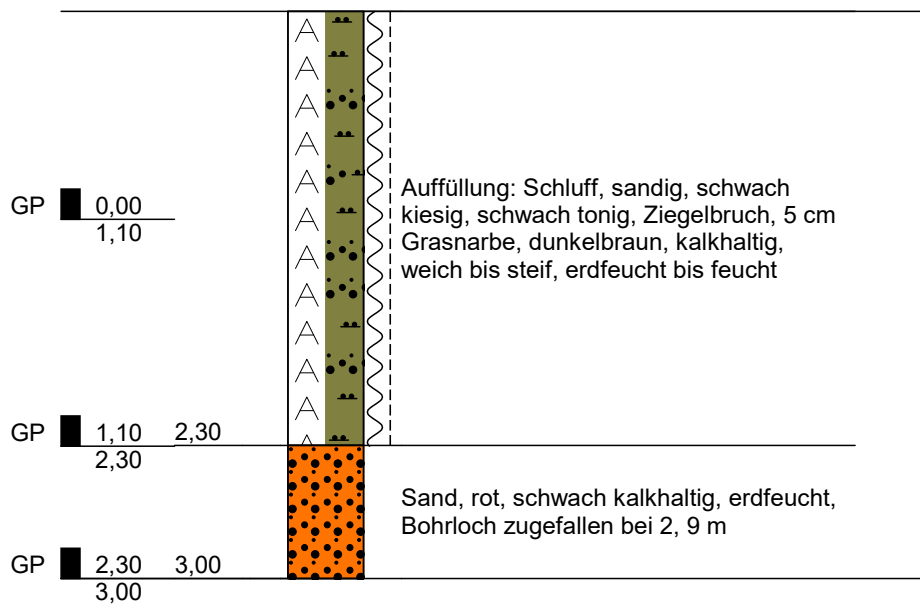 Auffüllung: Schluff, sandig, schwach
kiesig, schwach tonig, Ziegelbruch, 5 cm
Grasnarbe, dunkelbraun, kalkhaltig,
weich bis steif, erdfeucht bis feucht
GP 0,00
1,10
GP 1,10 2,30
2,30
Sand, rot, schwach kalkhaltig, erdfeucht,
Bohrloch zugefallen bei 2, 9 m
GP 2,30 3,00
3,00